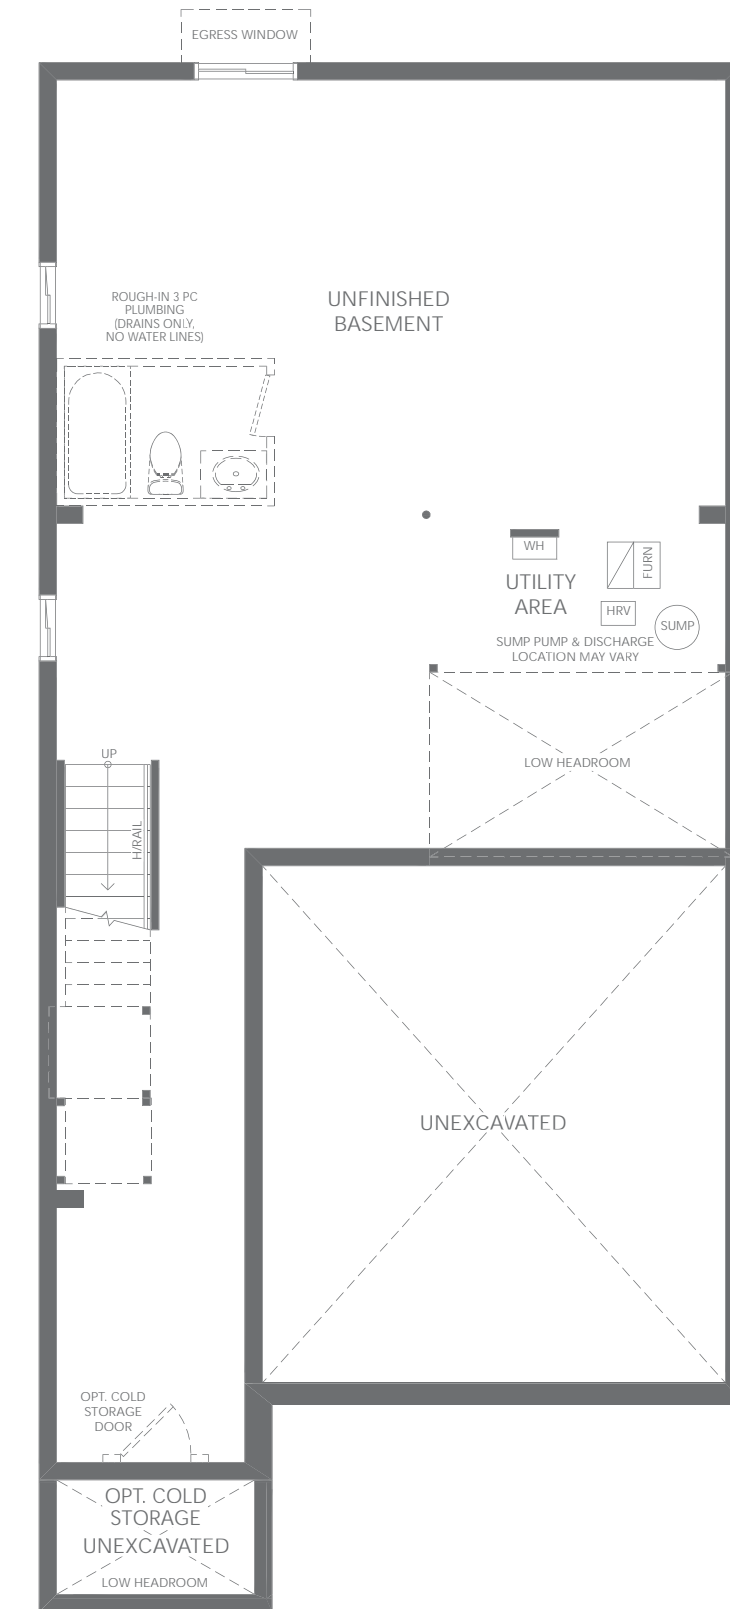 EGRESS WINDOW
ROUGH-IN 3 PC
PLUMBING
(DRAINS ONLY,
NO WATER LINES)
UNFINISHED
BASEMENT
WH
FURN
UTILITY
AREA
HRV
SUMP
SUMP PUMP & DISCHARGE
LOCATION MAY VARY
UP
LOW HEADROOM
H/RAIL
UNEXCAVATED
OPT. COLD
STORAGE
DOOR
OPT. COLD
STORAGE
UNEXCAVATED
LOW HEADROOM